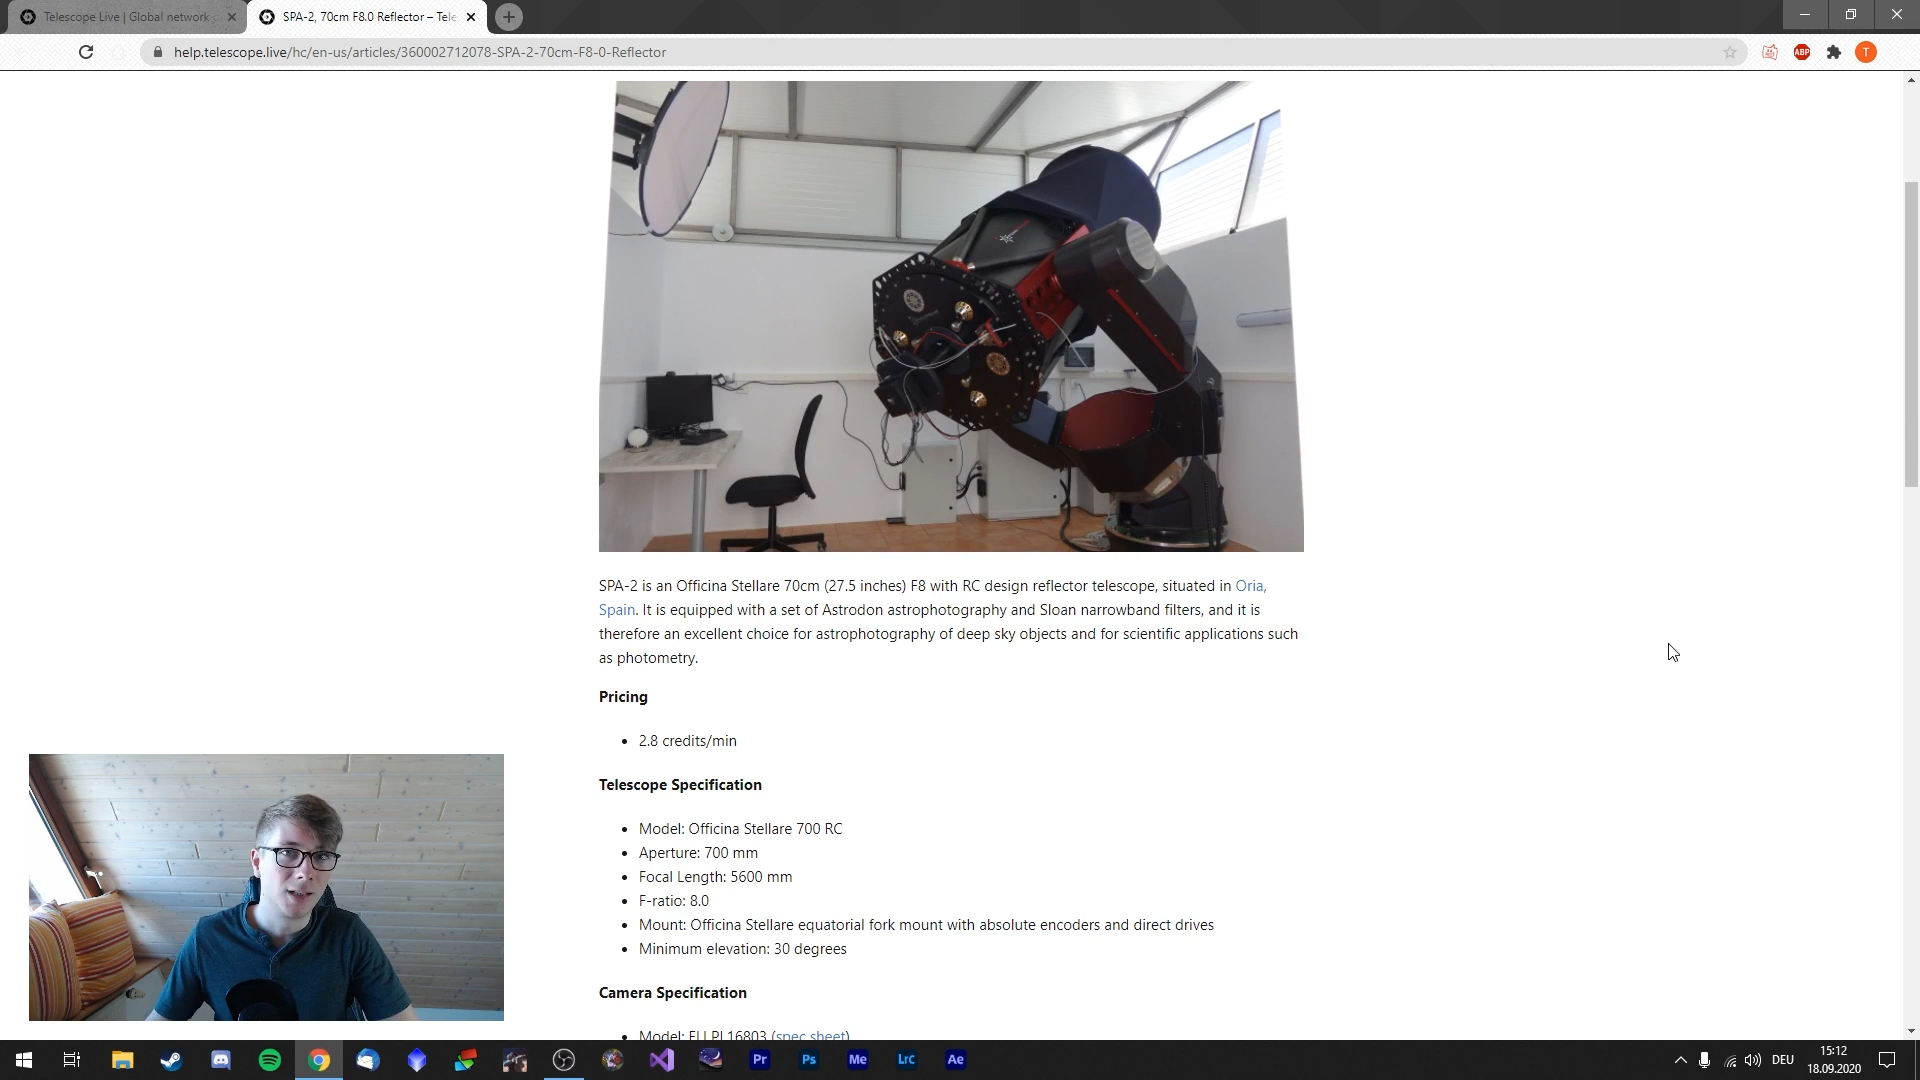 Telescope Live | Global network
SPA-2, 70cm F8.0 Reflector – Tele
help.telescope.live/hc/en-us/articles/360002712078-SPA-2-70cm-F8-0-Reflector
ABP
T
SPA-2 is an Officina Stellare 70cm (27.5 inches) F8 with RC design reflector telescope, situated in Oria,
Spain. It is equipped with a set of Astrodon astrophotography and Sloan narrowband filters, and it is
therefore an excellent choice for astrophotography of deep sky objects and for scientific applications such
as photometry.
Pricing
• 2.8 credits/min
Telescope Specification
• Model: Officina Stellare 700 RC
• Aperture: 700 mm
• Focal Length: 5600 mm
• F-ratio: 8.0
• Mount: Officina Stellare equatorial fork mount with absolute encoders and direct drives
• Minimum elevation: 30 degrees
Camera Specification
• Model: FLI PL16803 (spec sheet)
Pr
Ps
Me
Lrc
Ae
DEU
15:12
18.09.2020